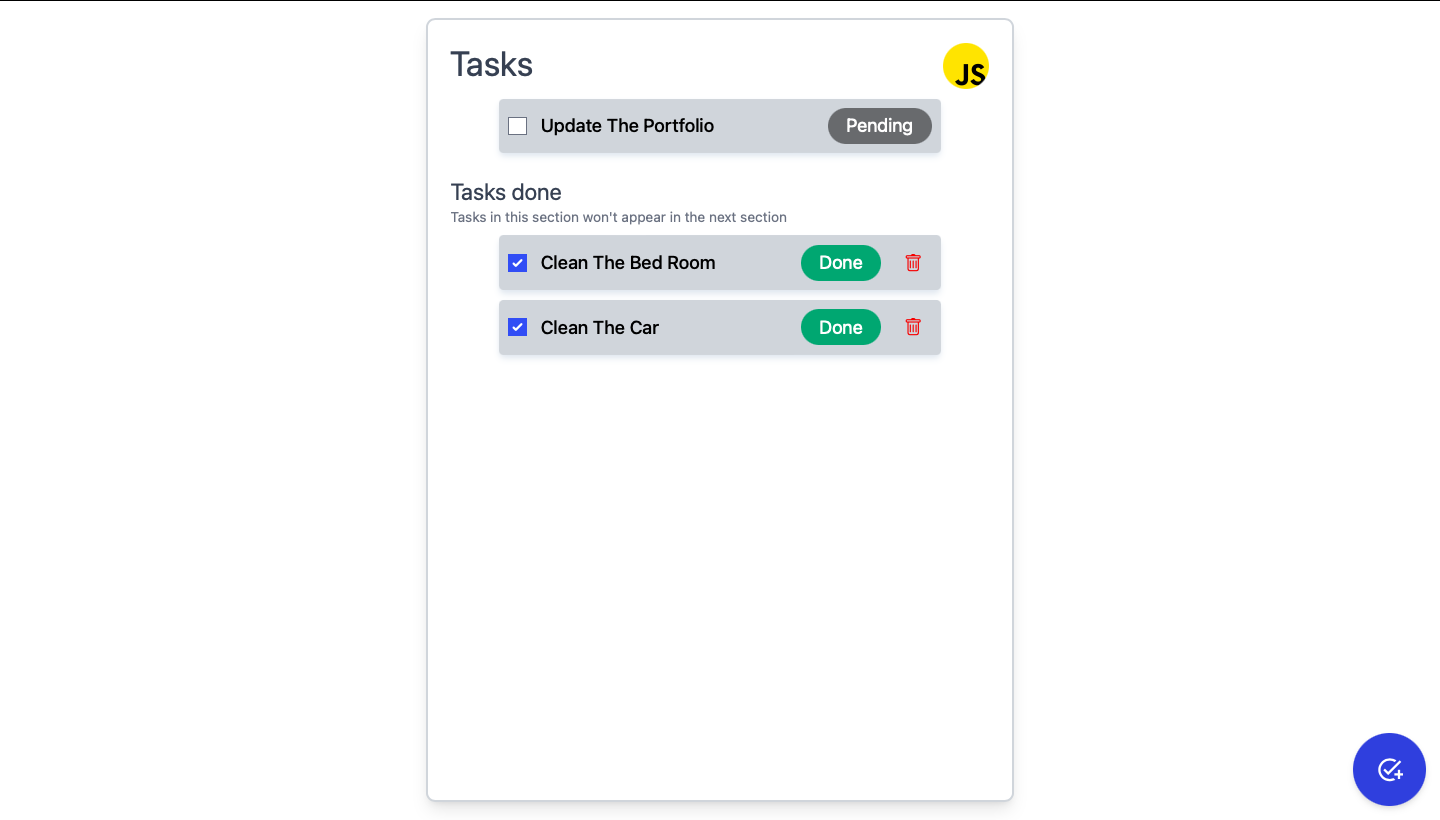 Tasks
JS
Update The Portfolio
Pending
Tasks done
Tasks in this section won't appear in the next section
Clean The Bed Room
Done
Clean The Car
Done